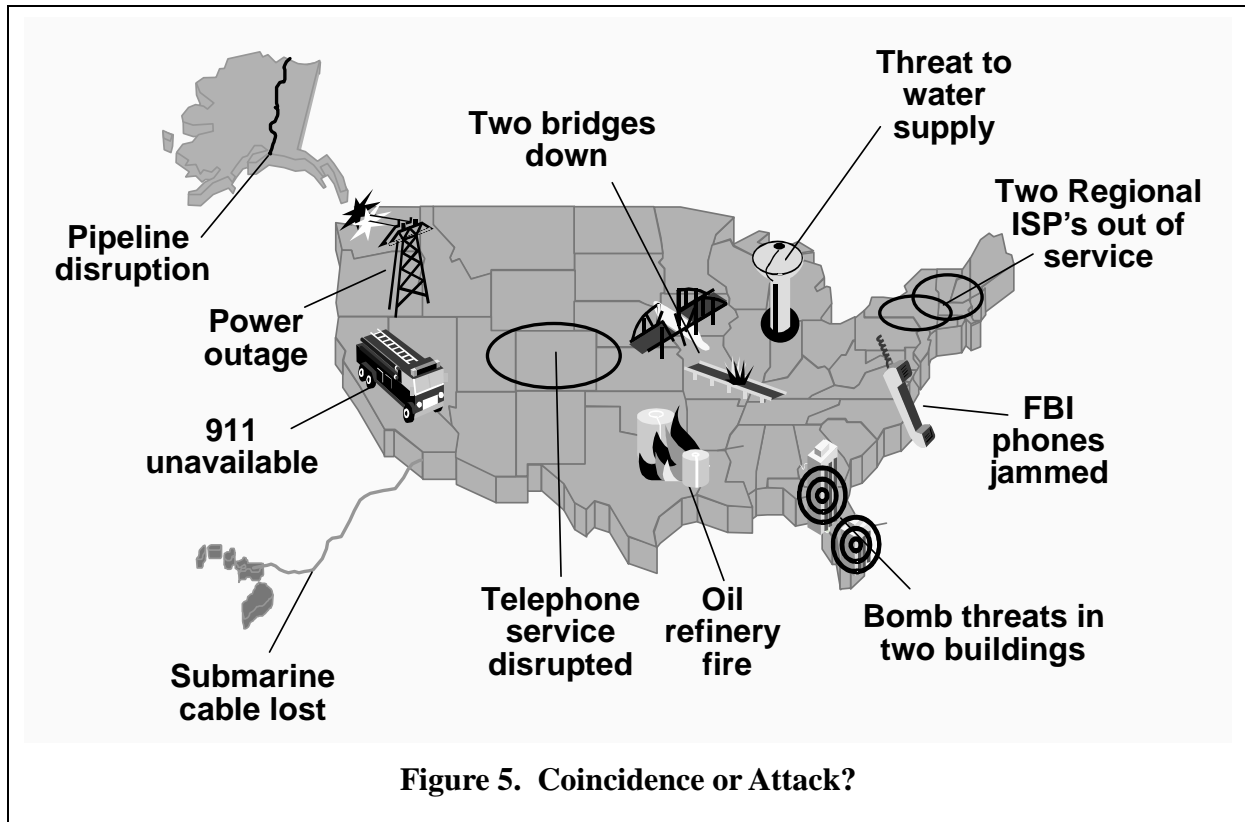 Threat to
water
supply
Two bridges
down
Two Regional
ISP's out of
service
Pipeline
disruption
Power
outage
911
unavailable
FBI
phones
jammed
Telephone
service
disrupted
Oil
refinery
fire
Bomb threats in
two buildings
Submarine
cable lost
Figure 5. Coincidence or Attack?